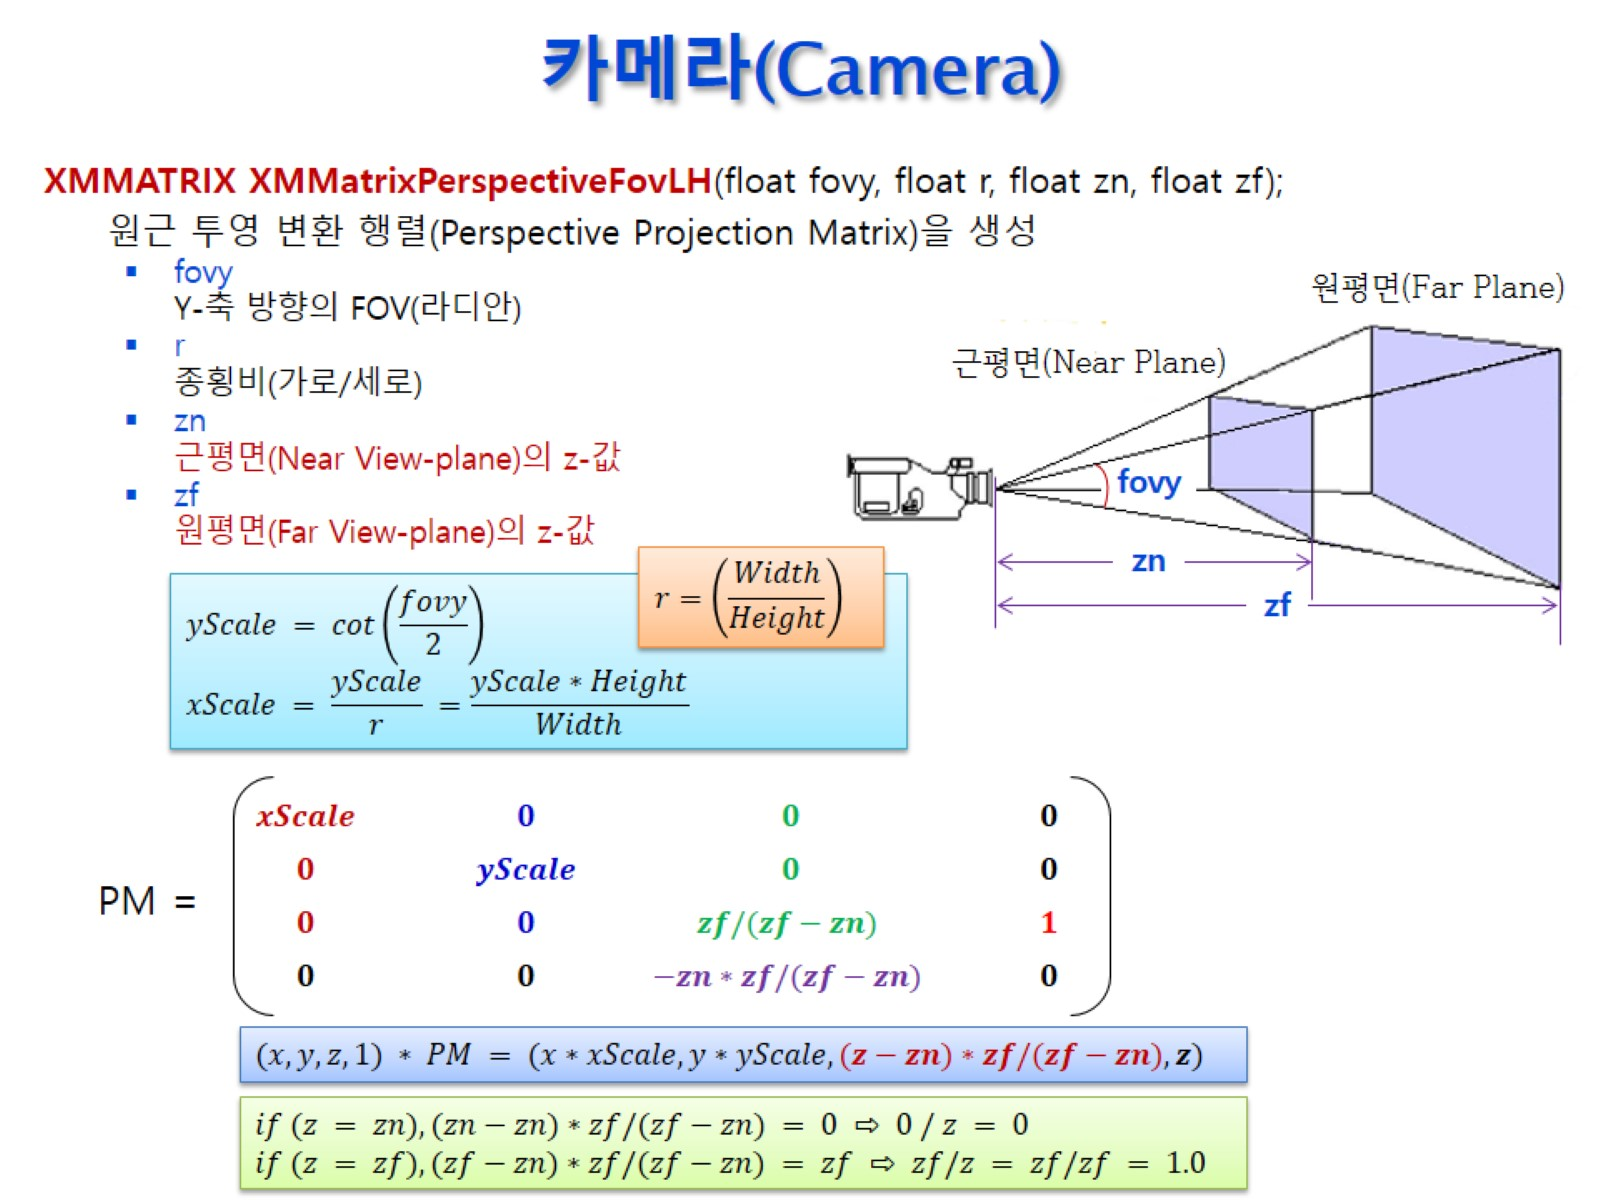 카메라(Camera)
XMMATRIX XMMatrixPerspectiveFovLH(float fovy, float r, float zn, float zf);
원근 투영 변환 행렬(Perspective Projection Matrix)을 생성
▪ fovy
Y-축 방향의 FOV(라디안)
▪ r
종횡비(가로/세로)
▪ zn
근평면(Near View-plane)의 z-값
▪ zf
원평면(Far View-plane)의 z-값
원평면(Far Plane)
근평면(Near Plane)
fovy
zn
zf
r = (Width/Height)
yScale = cot(fovy/2)
xScale = yScale/r = yScale * Height/Width
PM =
xScale 0 0 0
0 yScale 0 0
0 0 zf/(zf − zn) 1
0 0 −zn * zf/(zf − zn) 0
(x, y, z, 1) * PM = (x * xScale, y * yScale, (z − zn) * zf/(zf − zn), z)
if (z = zn), (zn − zn) * zf/(zf − zn) = 0 ⇨ 0 / z = 0
if (z = zf), (zf − zn) * zf/(zf − zn) = zf ⇨ zf/z = zf/zf = 1.0